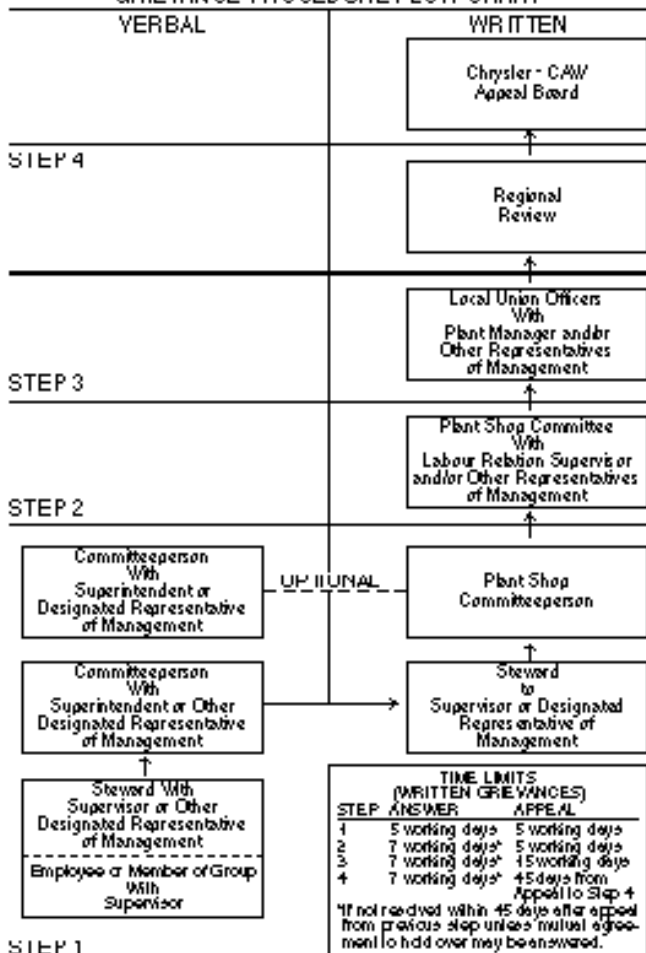 GRIEVANCE PROCEDURE FLOW CHART
VERBAL
WRITTEN
Chrysler - CAW
Appeal Board
STEP 4
Regional
Review
Local Union Officers
With
Plant Manager and/or
Other Representatives
of Management
STEP 3
Plant Shop Committee
With
Labour Relation Supervisor
and/or Other Representatives
of Management
STEP 2
Committeeperson
With
Superintendent or
Designated Representative
of Management
OPTIONAL
Plant Shop
Committeeperson
Committeeperson
With
Superintendent or Other
Designated Representative
of Management
Steward
to
Supervisor or Designated
Representative of
Management
Steward With
Supervisor or Other
Designated Representative
of Management
Employee or Member of Group
With
Supervisor
STEP 1
TIME LIMITS
(WRITTEN GRIEVANCES)
STEP ANSWER APPEAL
1 5 working days 5 working days
2 7 working days* 5 working days
3 7 working days* 15 working days
4 7 working days* 45 days from
Appeal to Step 4
*If not resolved within 45 days after appeal
from previous step unless mutual agree-
ment to hold over may be answered.